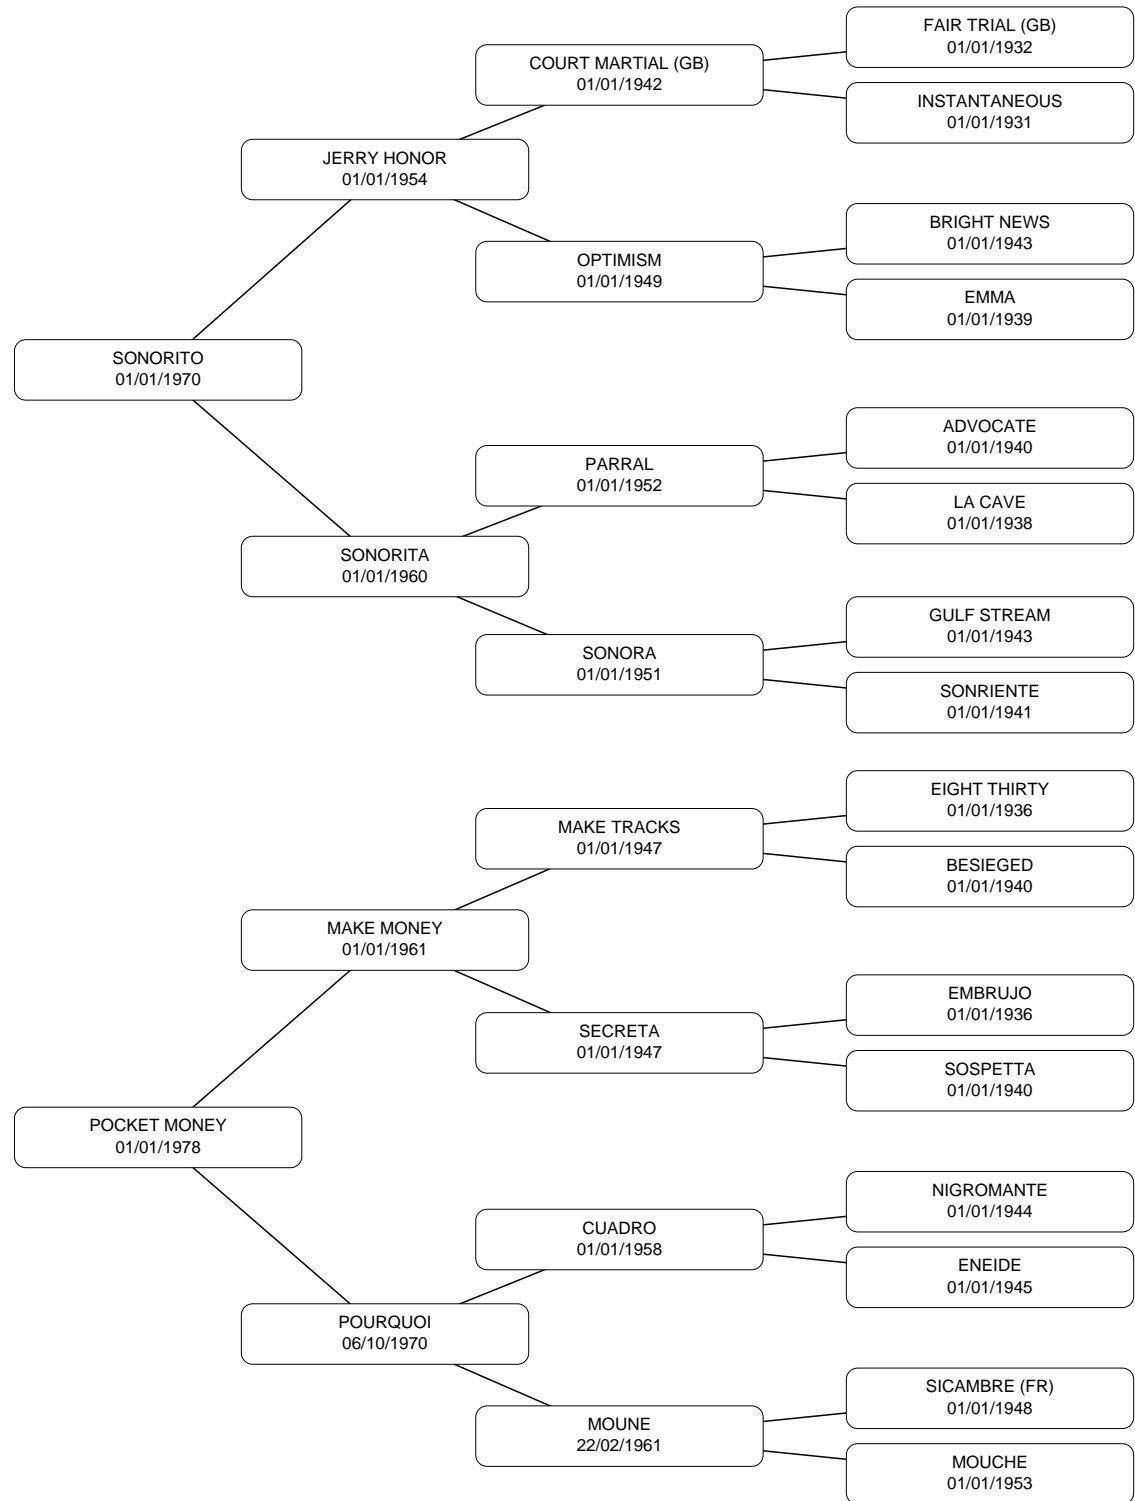 FAIR TRIAL (GB)
01/01/1932
COURT MARTIAL (GB)
01/01/1942
INSTANTANEOUS
01/01/1931
JERRY HONOR
01/01/1954
BRIGHT NEWS
01/01/1943
OPTIMISM
01/01/1949
EMMA
01/01/1939
SONORITO
01/01/1970
ADVOCATE
01/01/1940
PARRAL
01/01/1952
LA CAVE
01/01/1938
SONORITA
01/01/1960
GULF STREAM
01/01/1943
SONORA
01/01/1951
SONRIENTE
01/01/1941
EIGHT THIRTY
01/01/1936
MAKE TRACKS
01/01/1947
BESIEGED
01/01/1940
MAKE MONEY
01/01/1961
EMBRUJO
01/01/1936
SECRETA
01/01/1947
SOSPETTA
01/01/1940
POCKET MONEY
01/01/1978
NIGROMANTE
01/01/1944
CUADRO
01/01/1958
ENEIDE
01/01/1945
POURQUOI
06/10/1970
SICAMBRE (FR)
01/01/1948
MOUNE
22/02/1961
MOUCHE
01/01/1953